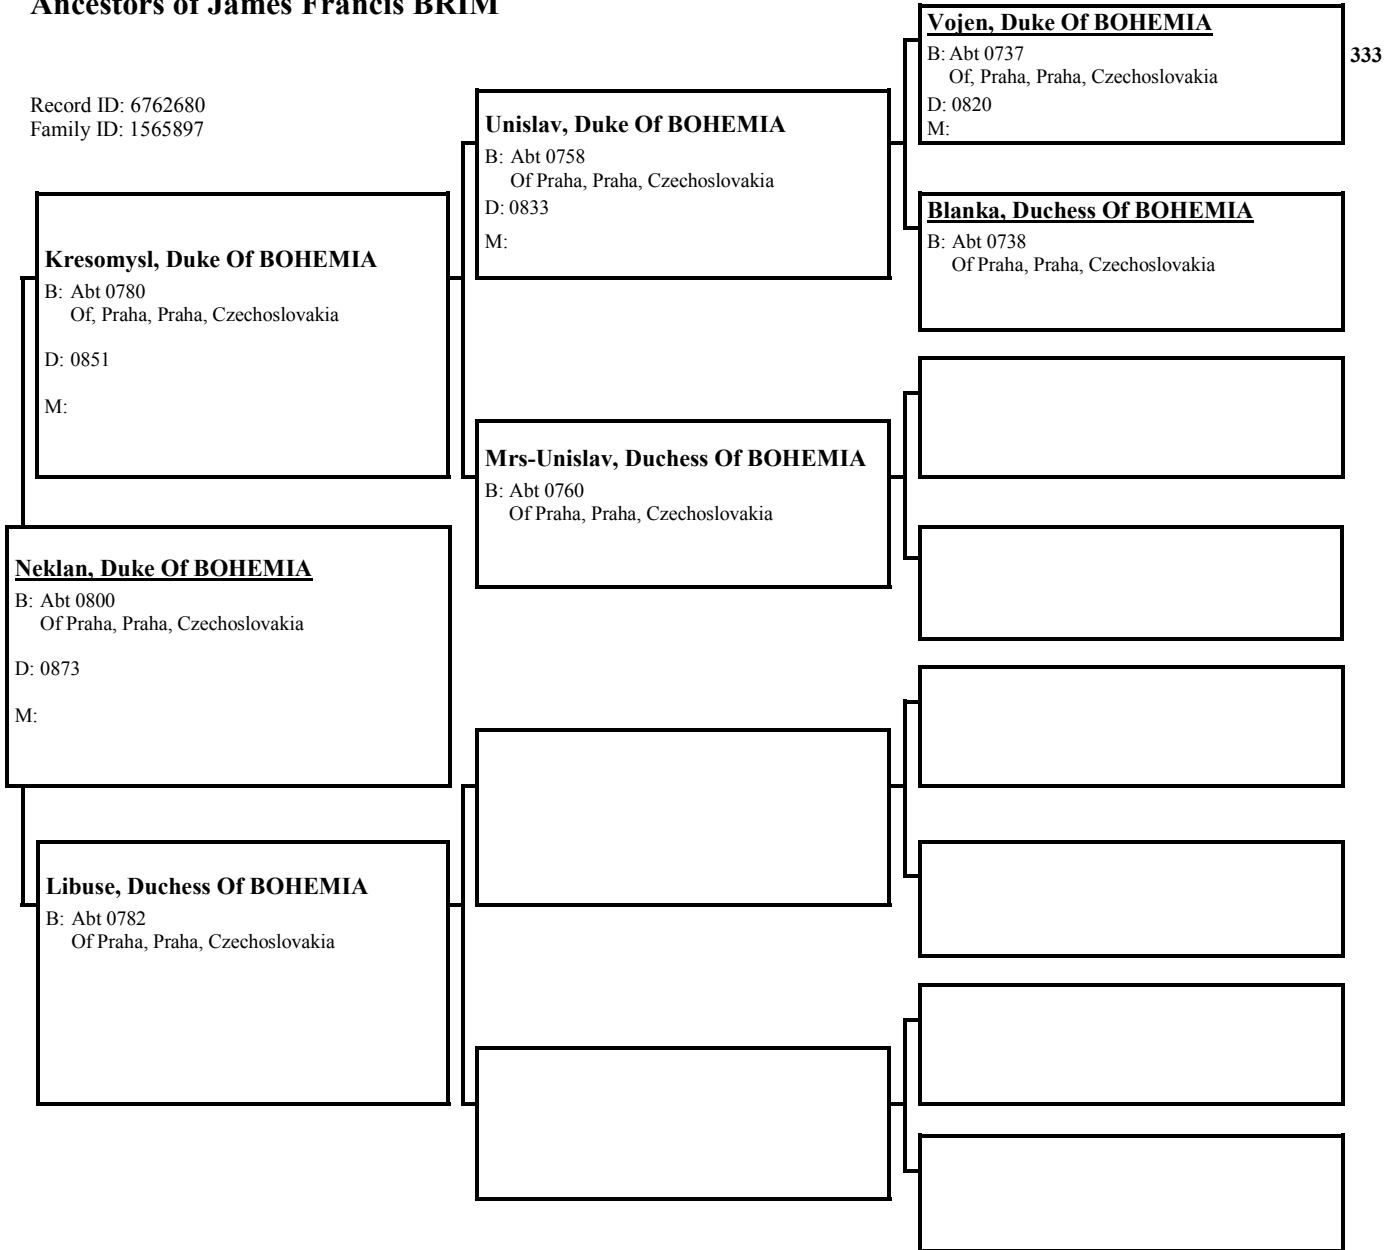 Ancestors of James Francis BRIM
Record ID: 6762680
Family ID: 1565897
Vojen, Duke Of BOHEMIA
B: Abt 0737
Of, Praha, Praha, Czechoslovakia
D: 0820
M:
333
Unislav, Duke Of BOHEMIA
B: Abt 0758
Of Praha, Praha, Czechoslovakia
D: 0833
M:
Blanka, Duchess Of BOHEMIA
B: Abt 0738
Of Praha, Praha, Czechoslovakia
Kresomysl, Duke Of BOHEMIA
B: Abt 0780
Of, Praha, Praha, Czechoslovakia
D: 0851
M:
Mrs-Unislav, Duchess Of BOHEMIA
B: Abt 0760
Of Praha, Praha, Czechoslovakia
Neklan, Duke Of BOHEMIA
B: Abt 0800
Of Praha, Praha, Czechoslovakia
D: 0873
M:
Libuse, Duchess Of BOHEMIA
B: Abt 0782
Of Praha, Praha, Czechoslovakia